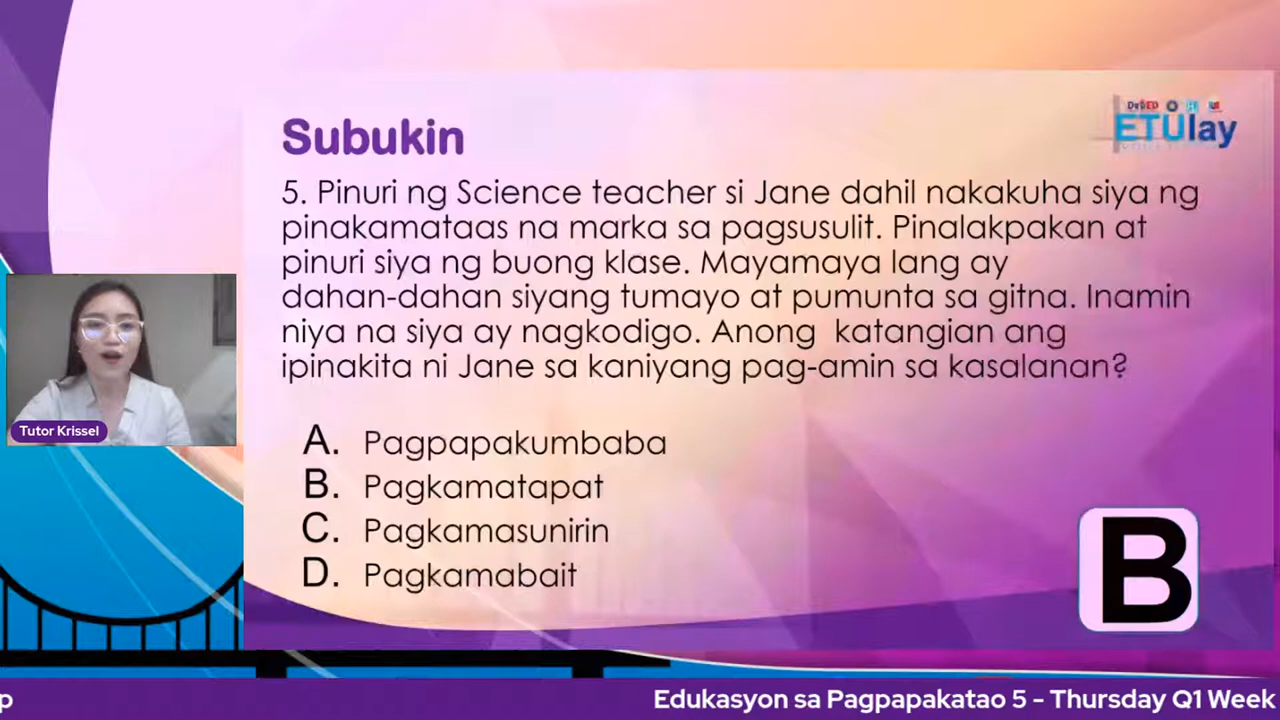 Subukin
DepED
ETUlay
5. Pinuri ng Science teacher si Jane dahil nakakuha siya ng
pinakamataas na marka sa pagsusulit. Pinalakpakan at
pinuri siya ng buong klase. Mayamaya lang ay
dahan-dahan siyang tumayo at pumunta sa gitna. Inamin
niya na siya ay nagkodigo. Anong katangian ang
ipinakita ni Jane sa kaniyang pag-amin sa kasalanan?
Tutor Krissel
A. Pagpapakumbaba
B. Pagkamatapat
C. Pagkamasunirin
D. Pagkamabait
B
p
Edukasyon sa Pagpapakatao 5 - Thursday Q1 Week